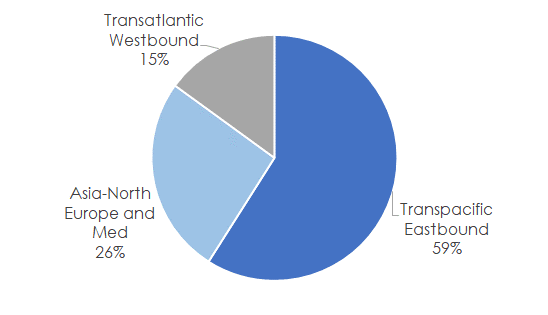 Transatlantic
Westbound
15%
Asia-North
Europe and
Med
26%
Transpacific
Eastbound
59%